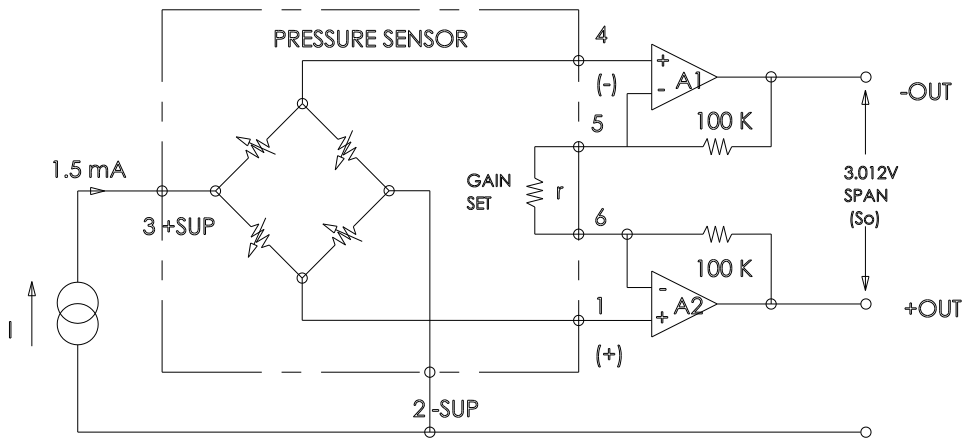 PRESSURE SENSOR
4
(-)
+
A1
-
-OUT
100 K
5
1.5 mA
GAIN
SET
r
3.012V
SPAN
(So)
3 +SUP
6
100 K
-
A2
+
1
+OUT
I
(+)
2 -SUP